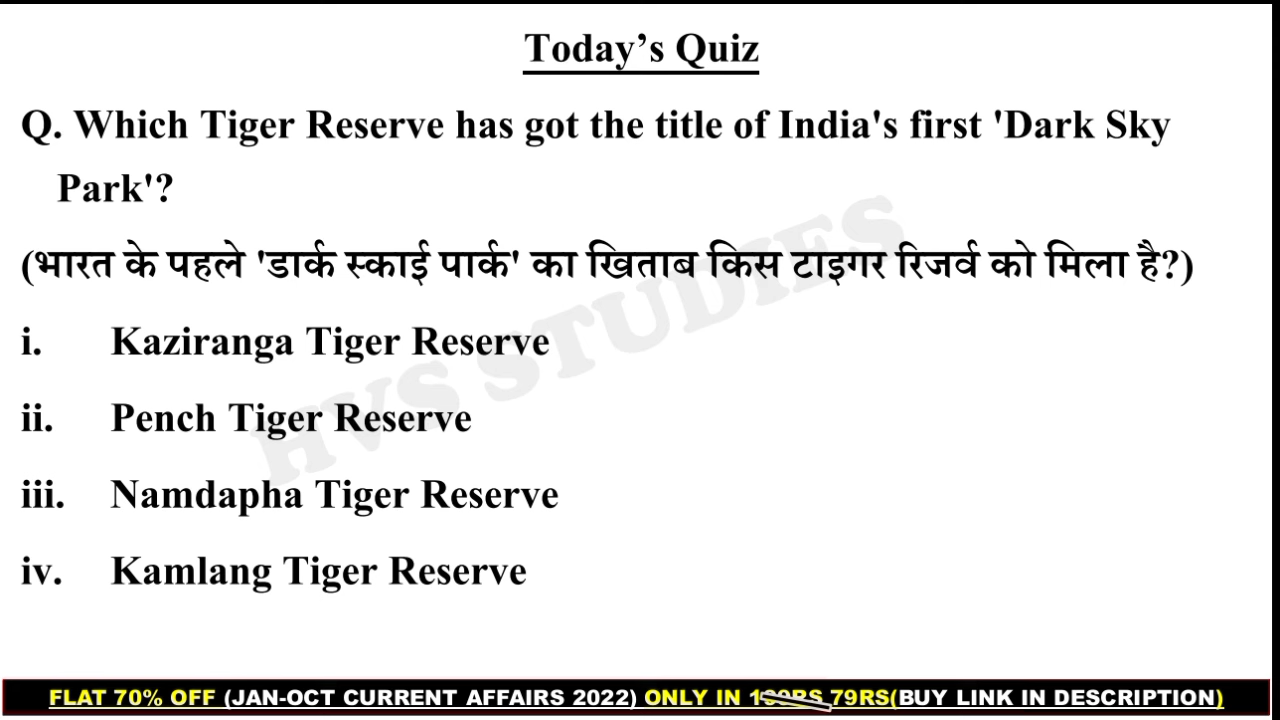 Today’s Quiz
Q. Which Tiger Reserve has got the title of India's first 'Dark Sky
Park'?
(भारत के पहले 'डार्क स्काई पार्क' का खिताब किस टाइगर रिजर्व को मिला है?)
i. Kaziranga Tiger Reserve
ii. Pench Tiger Reserve
iii. Namdapha Tiger Reserve
iv. Kamlang Tiger Reserve
HVS STUDIES
FLAT 70% OFF (JAN-OCT CURRENT AFFAIRS 2022) ONLY IN 79RS(BUY LINK IN DESCRIPTION)